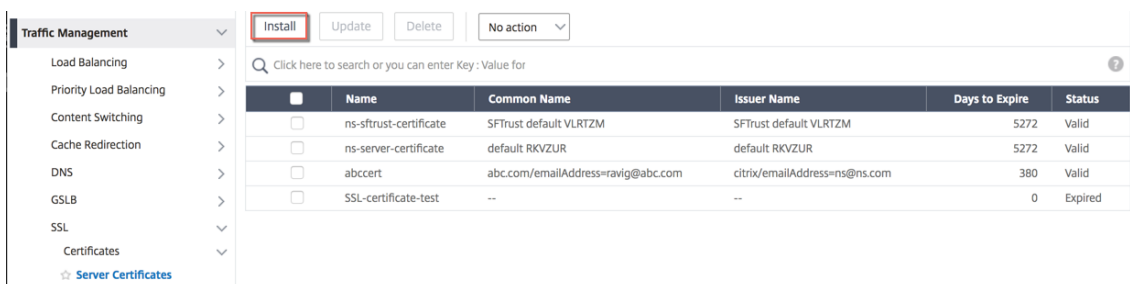 Traffic Management
Load Balancing
Priority Load Balancing
Content Switching
Cache Redirection
DNS
GSLB
SSL
Certificates
Server Certificates
Install Update Delete No action
Click here to search or you can enter Key : Value for
Name Common Name Issuer Name Days to Expire Status
ns-sftrust-certificate SFTrust default VLRTZM SFTrust default VLRTZM 5272 Valid
ns-server-certificate default RKVZUR default RKVZUR 5272 Valid
abccert abc.com/emailAddress=ravig@abc.com citrix/emailAddress=ns@ns.com 380 Valid
SSL-certificate-test -- -- 0 Expired